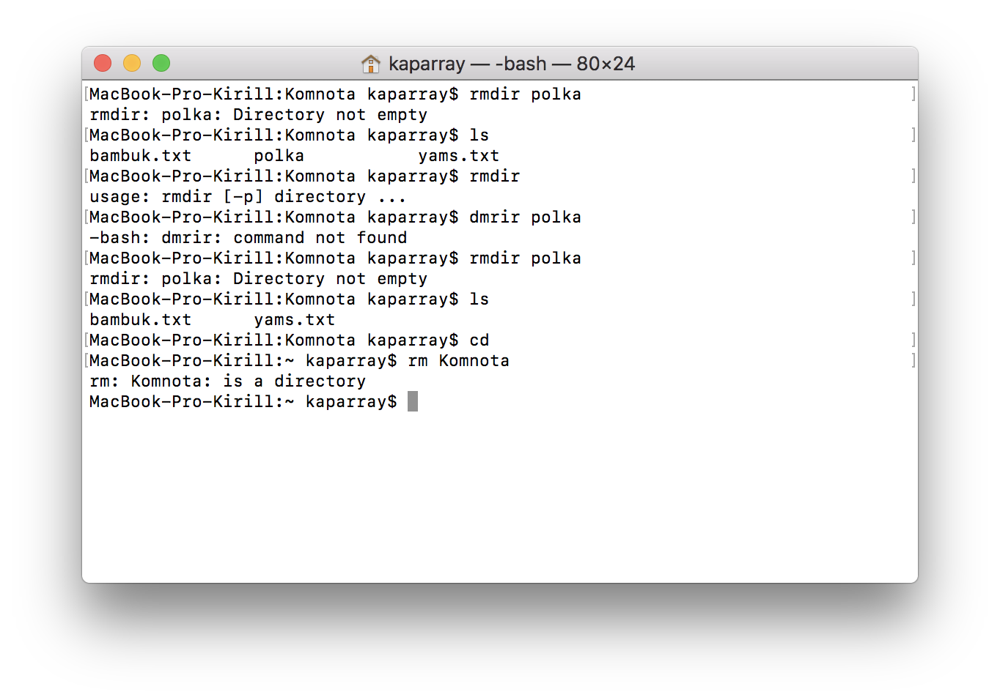 kaparray — -bash — 80×24
[MacBook-Pro-Kirill:Komnota kaparray$ rmdir polka ]
rmdir: polka: Directory not empty
[MacBook-Pro-Kirill:Komnota kaparray$ ls ]
bambuk.txt      polka           yams.txt
[MacBook-Pro-Kirill:Komnota kaparray$ rmdir ]
usage: rmdir [-p] directory ...
[MacBook-Pro-Kirill:Komnota kaparray$ dmrir polka ]
-bash: dmrir: command not found
[MacBook-Pro-Kirill:Komnota kaparray$ rmdir polka ]
rmdir: polka: Directory not empty
[MacBook-Pro-Kirill:Komnota kaparray$ ls ]
bambuk.txt      yams.txt
[MacBook-Pro-Kirill:Komnota kaparray$ cd ]
[MacBook-Pro-Kirill:~ kaparray$ rm Komnota ]
rm: Komnota: is a directory
MacBook-Pro-Kirill:~ kaparray$